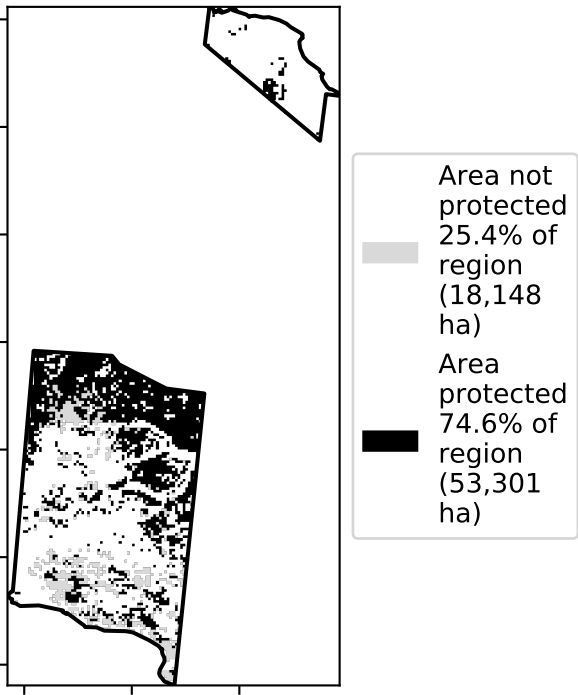 Area not
protected
25.4% of
region
(18,148
ha)
Area
protected
74.6% of
region
(53,301
ha)